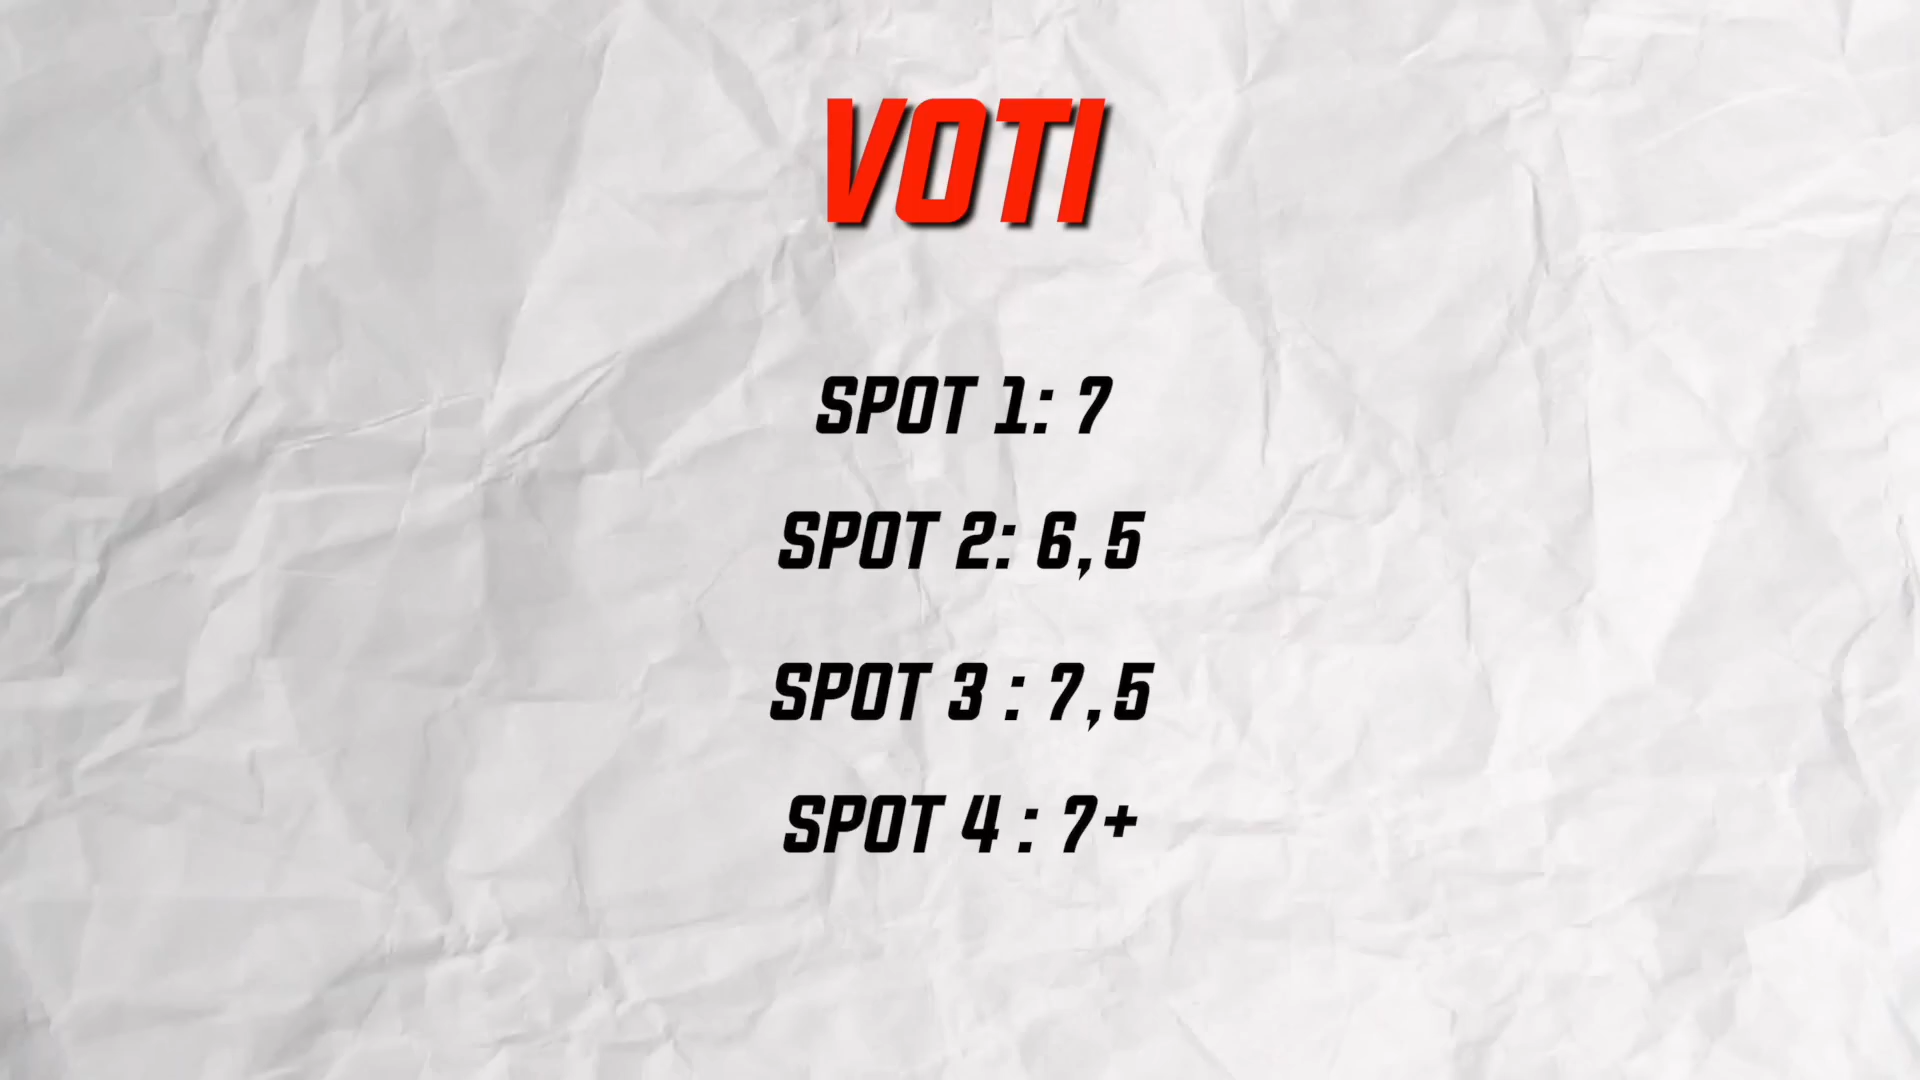 VOTI
SPOT 1: 7
SPOT 2: 6,5
SPOT 3 : 7,5
SPOT 4 : 7+